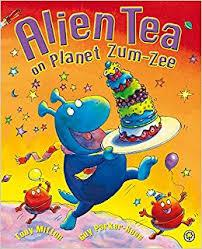 Alien Tea
on Planet Zum-Zee
Tony Mitton Guy Parker-Rees